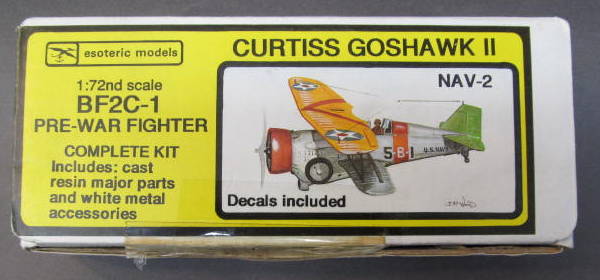 esoteric models
CURTISS GOSHAWK II
1:72nd scale
BF2C-1
PRE-WAR FIGHTER
COMPLETE KIT
Includes: cast
resin major parts
and white metal
accessories
NAV-2
5-B-1
U.S. NAVY
Decals included